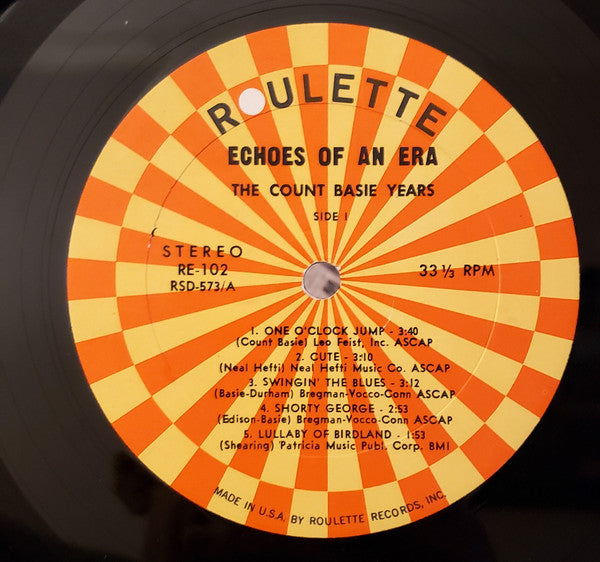 ROULETTE
ECHOES OF AN ERA
THE COUNT BASIE YEARS
SIDE I
STEREO
RE-102
RSD-573/A
33⅓ RPM
1. ONE O'CLOCK JUMP - 3:40
(Count Basie) Leo Feist, Inc. ASCAP
2. CUTE - 3:10
(Neal Hefti) Neal Hefti Music Co. ASCAP
3. SWINGIN' THE BLUES - 3:12
(Basie-Durham) Bregman-Vocco-Conn ASCAP
4. SHORTY GEORGE - 2:53
(Edison-Basie) Bregman-Vocco-Conn ASCAP
5. LULLABY OF BIRDLAND - 1:53
(Shearing) Patricia Music Publ. Corp. BMI
MADE IN U.S.A. BY ROULETTE RECORDS, INC.